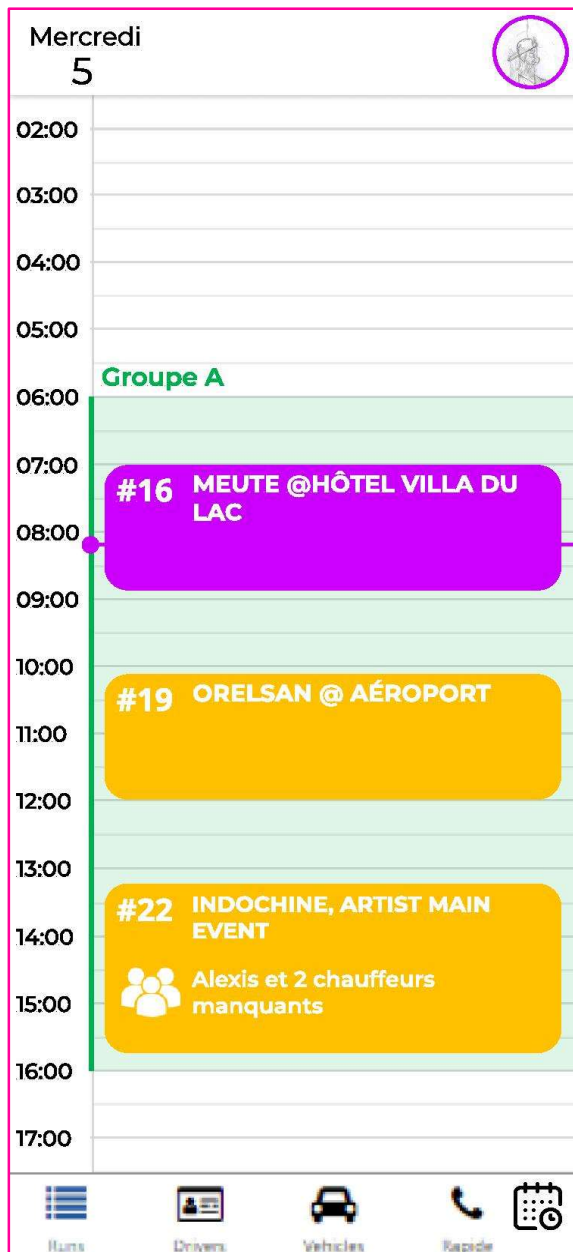 Mercredi
5
02:00
03:00
04:00
05:00
Groupe A
06:00
07:00
#16 MEUTE @HÔTEL VILLA DU
LAC
08:00
09:00
10:00
#19 ORELSAN @ AÉROPORT
11:00
12:00
13:00
#22 INDOCHINE, ARTIST MAIN
EVENT
14:00
Alexis et 2 chauffeurs
manquants
15:00
16:00
17:00
Runs Drivers Vehicles Rapide